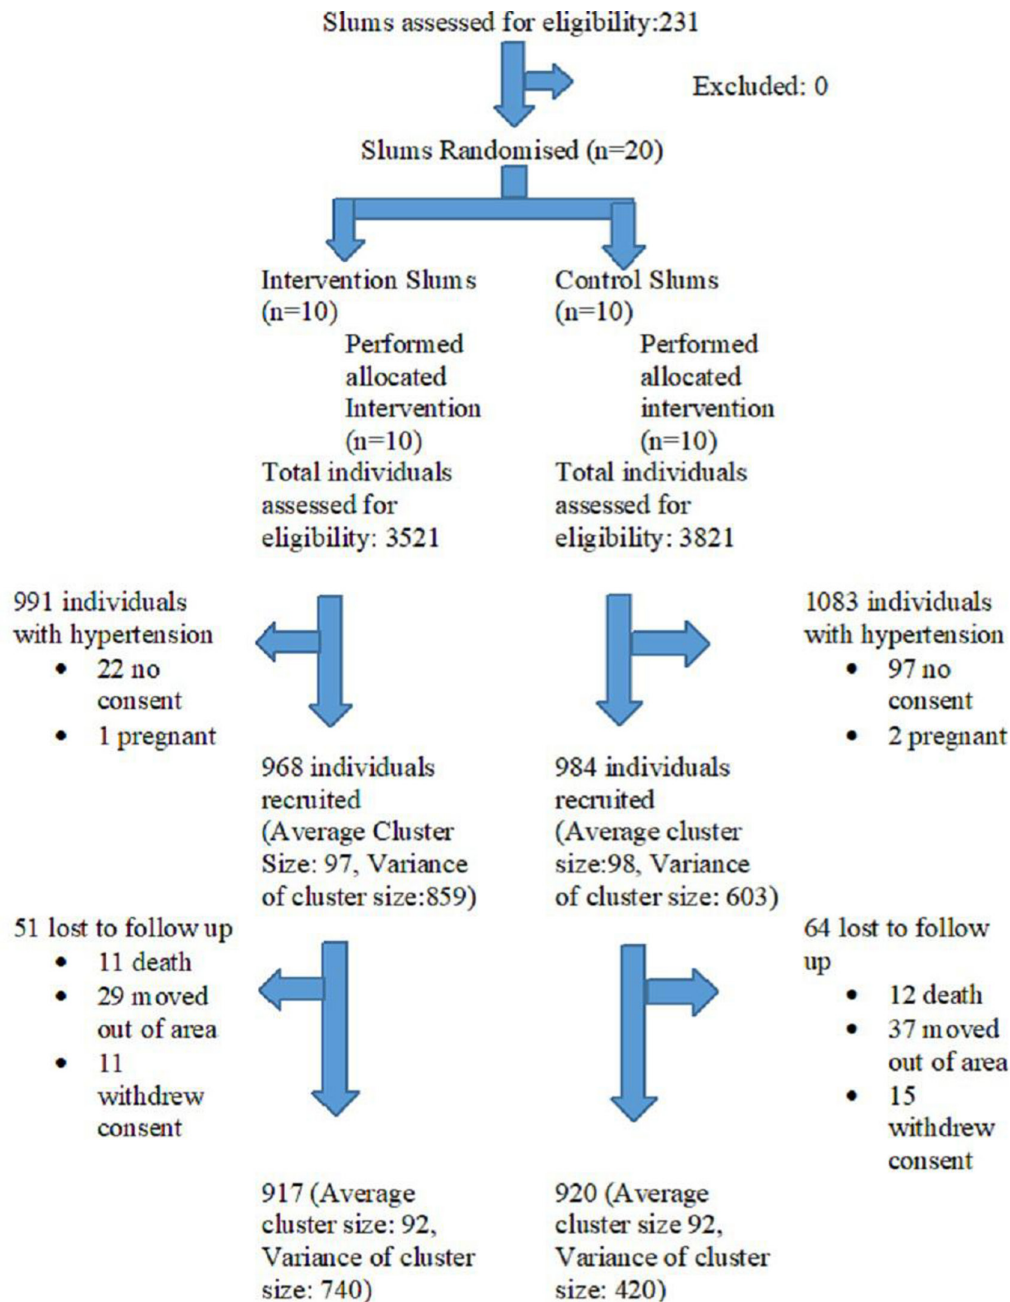 Slums assessed for eligibility:231
Excluded: 0
Slums Randomised (n=20)
Intervention Slums
(n=10)
Performed
allocated
Intervention
(n=10)
Total individuals
assessed for
eligibility: 3521
Control Slums
(n=10)
Performed
allocated
intervention
(n=10)
Total individuals
assessed for
eligibility: 3821
991 individuals
with hypertension
• 22 no
consent
• 1 pregnant
1083 individuals
with hypertension
• 97 no
consent
• 2 pregnant
968 individuals
recruited
(Average Cluster
Size: 97, Variance
of cluster size:859)
984 individuals
recruited
(Average cluster
size:98, Variance
of cluster size: 603)
51 lost to follow up
• 11 death
• 29 moved
out of area
• 11
withdrew
consent
64 lost to follow
up
• 12 death
• 37 moved
out of area
• 15
withdrew
consent
917 (Average
cluster size: 92,
Variance of cluster
size: 740)
920 (Average
cluster size 92,
Variance of cluster
size: 420)